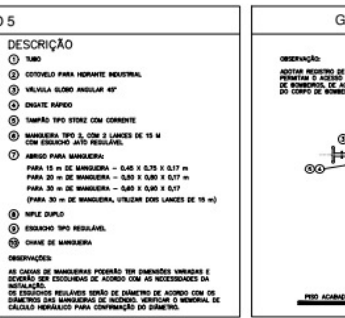 O 5
DESCRIÇÃO
1 TUBO
2 COTOVELO PARA HIDRANTE INDUSTRIAL
3 VÁLVULA GLOBO ANGULAR 45°
4 ENGATE RÁPIDO
5 TAMPÃO TIPO STORZ COM CORRENTE
6 MANGUEIRA TIPO 2, COM 2 LANCES DE 15 M
COM ESGUICHO JATO REGULÁVEL
7 ABRIGO PARA MANGUEIRA:
PARA 15 m DE MANGUEIRA – 0,45 X 0,75 X 0,17 m
PARA 20 m DE MANGUEIRA – 0,50 X 0,80 X 0,17 m
PARA 30 m DE MANGUEIRA – 0,60 X 0,90 X 0,17
(PARA 30 m DE MANGUEIRA, UTILIZAR DOIS LANCES DE 15 m)
8 NIPLE DUPLO
9 ESGUICHO TIPO REGULÁVEL
10 CHAVE DE MANGUEIRA
OBSERVAÇÕES:
AS CAIXAS DE MANGUEIRAS PODERÃO TER DIMENSÕES VARIADAS E
DEVERÃO SER ESCOLHIDAS DE ACORDO COM AS NECESSIDADES DA
INSTALAÇÃO.
OS ESGUICHOS REGULÁVEIS SERÃO DE DIÂMETRO DE ACORDO COM OS
DIÂMETROS DAS MANGUEIRAS DE INCÊNDIO. VERIFICAR O MEMORIAL DE
CÁLCULO HIDRÁULICO PARA CONFIRMAÇÃO DO DIÂMETRO.
G
OBSERVAÇÃO:
ADOTAR REGISTRO DE
PERMITAM O ACESSO
DE BOMBEIROS, DE A
DO CORPO DE BOMBE
3
5 4
PISO ACABAD